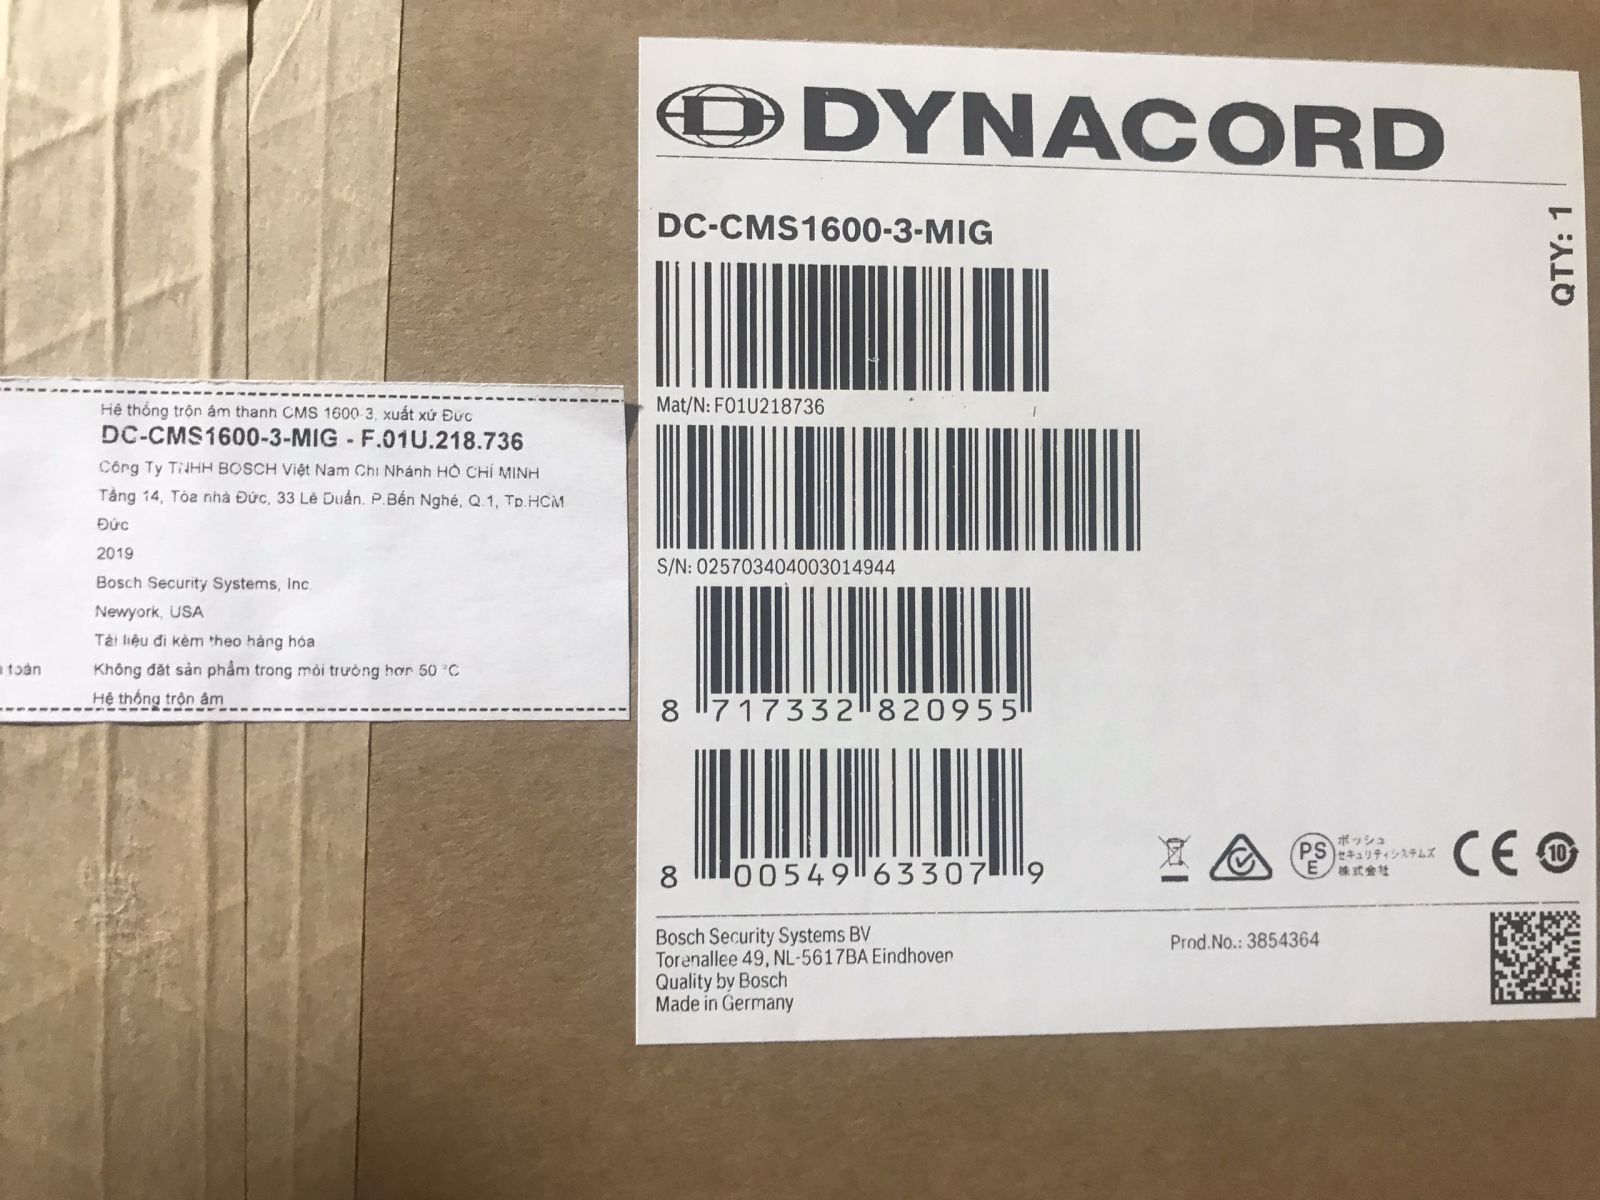 Hệ thống trộn âm thanh CMS 1600-3, xuất xứ Đức
DC-CMS1600-3-MIG - F.01U.218.736
Công Ty TNHH BOSCH Việt Nam Chi Nhánh HỒ CHÍ MINH
Tầng 14, Tòa nhà Đức, 33 Lê Duẩn. P.Bến Nghé, Q.1, Tp.HCM
Đức
2019
Bosch Security Systems, Inc.
Newyork, USA
Tài liệu đi kèm theo hàng hóa
toàn Không đặt sản phẩm trong môi trường hơn 50 °C
Hệ thống trộn âm
DYNACORD
DC-CMS1600-3-MIG
QTY: 1
Mat/N: F01U218736
S/N: 025703404003014944
8 717332 820955
8 00549 63307 9
PS
E
ボッシュ
セキュリティシステムズ
株式会社
CE
10
Bosch Security Systems BV
Torenallee 49, NL-5617BA Eindhoven
Quality by Bosch
Made in Germany
Prod.No.: 3854364